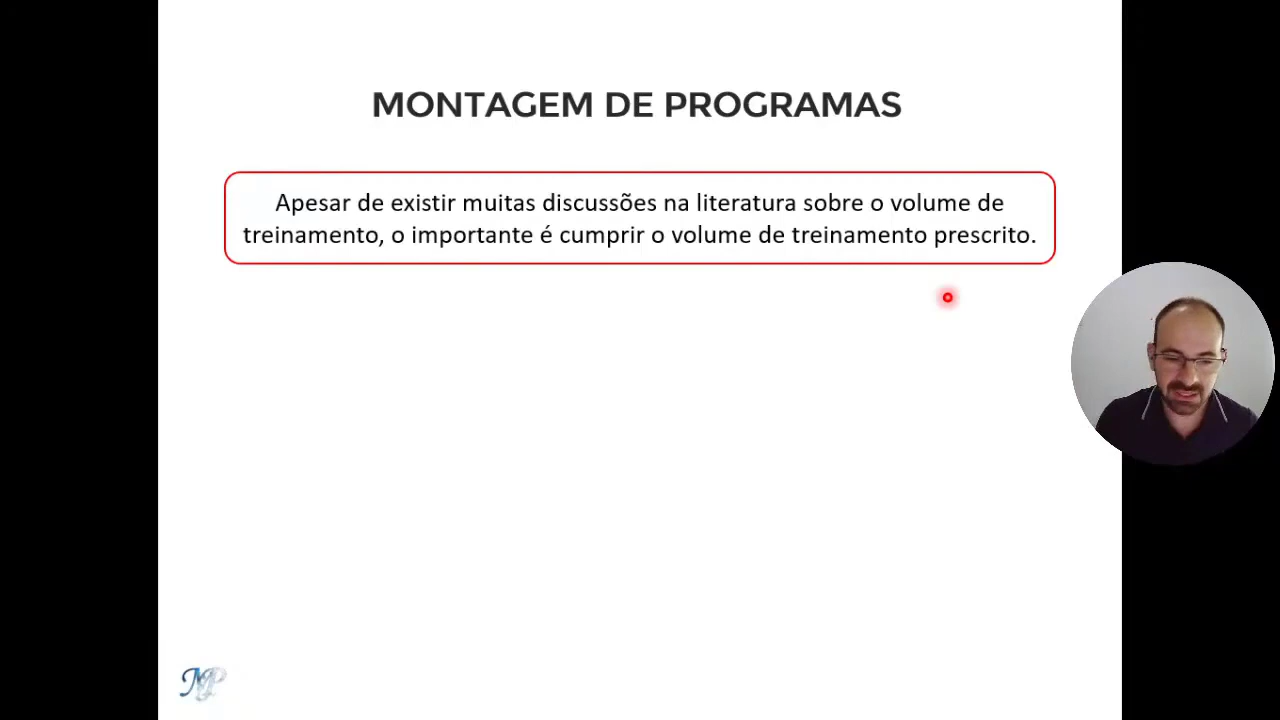 MONTAGEM DE PROGRAMAS
Apesar de existir muitas discussões na literatura sobre o volume de
treinamento, o importante é cumprir o volume de treinamento prescrito.
MP